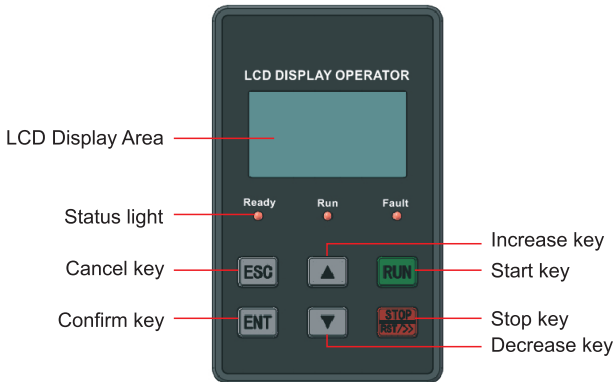 LCD DISPLAY OPERATOR
LCD Display Area
Ready Run Fault
Status light
Increase key
Cancel key
ESC
RUN
Start key
Confirm key
ENT
STOP
RST/>>
Stop key
Decrease key